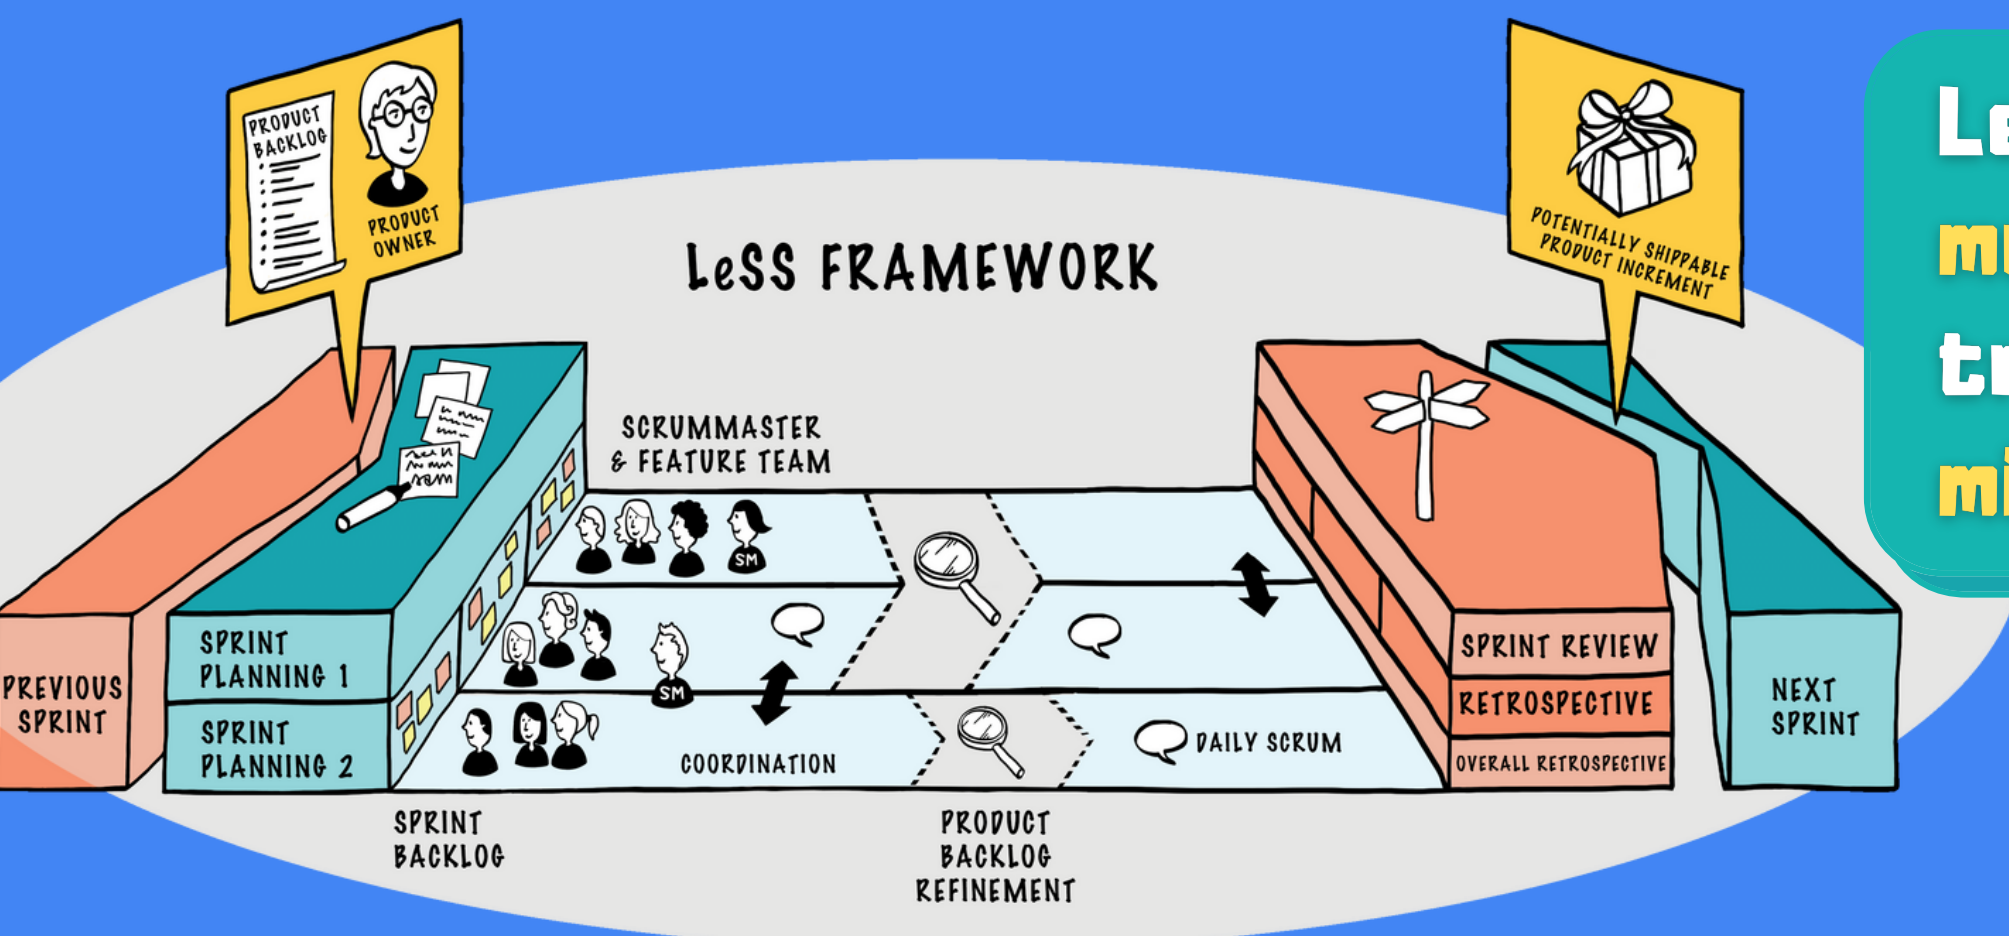 PRODUCT
BACKLOG
PRODUCT
OWNER
POTENTIALLY SHIPPABLE
PRODUCT INCREMENT
LeSS FRAMEWORK
SCRUMMASTER
& FEATURE TEAM
SM
SM
PREVIOUS
SPRINT
SPRINT
PLANNING 1
SPRINT
PLANNING 2
COORDINATION
DAILY SCRUM
SPRINT REVIEW
RETROSPECTIVE
OVERALL RETROSPECTIVE
NEXT
SPRINT
SPRINT
BACKLOG
PRODUCT
BACKLOG
REFINEMENT